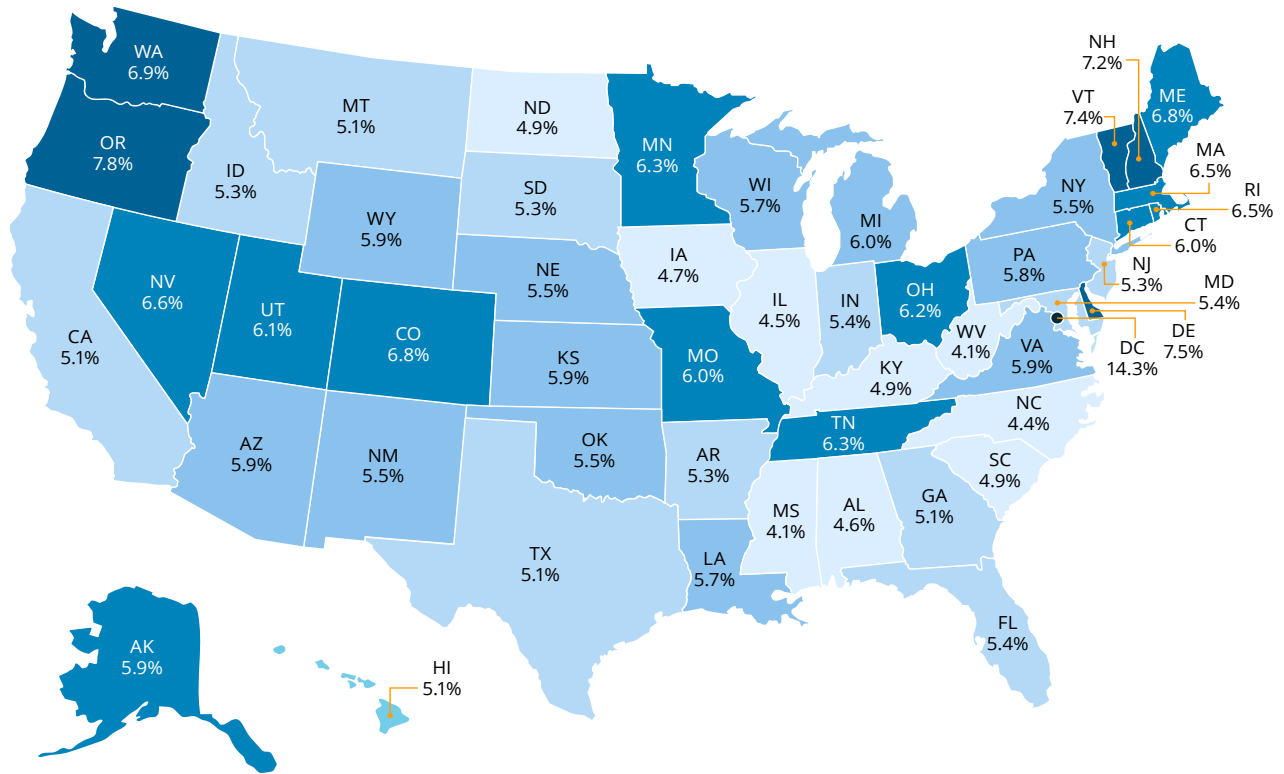 WA
6.9%
OR
7.8%
CA
5.1%
NV
6.6%
ID
5.3%
MT
5.1%
WY
5.9%
UT
6.1%
CO
6.8%
AZ
5.9%
NM
5.5%
ND
4.9%
SD
5.3%
NE
5.5%
KS
5.9%
OK
5.5%
TX
5.1%
MN
6.3%
IA
4.7%
MO
6.0%
AR
5.3%
LA
5.7%
WI
5.7%
IL
4.5%
MI
6.0%
IN
5.4%
OH
6.2%
KY
4.9%
TN
6.3%
MS
4.1%
AL
4.6%
GA
5.1%
FL
5.4%
SC
4.9%
NC
4.4%
VA
5.9%
WV
4.1%
PA
5.8%
NY
5.5%
VT
7.4%
NH
7.2%
ME
6.8%
MA
6.5%
RI
6.5%
CT
6.0%
NJ
5.3%
MD
5.4%
DE
7.5%
DC
14.3%
AK
5.9%
HI
5.1%